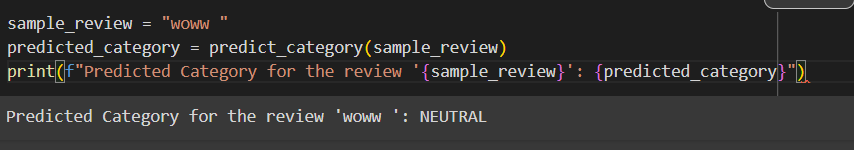 sample_review = "woww "
predicted_category = predict_category(sample_review)
print(f"Predicted Category for the review '{sample_review}': {predicted_category}")
Predicted Category for the review 'woww ': NEUTRAL